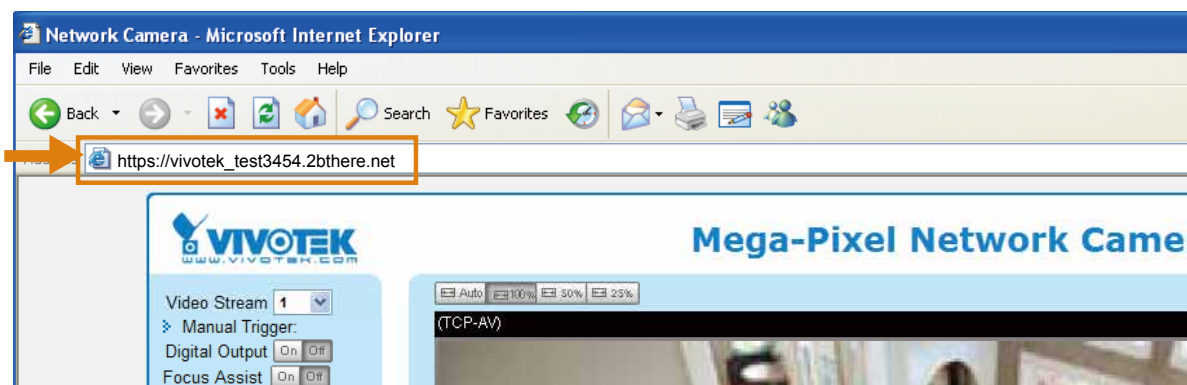 Network Camera - Microsoft Internet Explorer
File Edit View Favorites Tools Help
Back Search Favorites
https://vivotek_test3454.2bthere.net
VIVOTEK
www.vivotek.com
Mega-Pixel Network Came
Video Stream 1
Manual Trigger:
Digital Output On Off
Focus Assist On Off
Auto 100% 50% 25%
(TCP-AV)